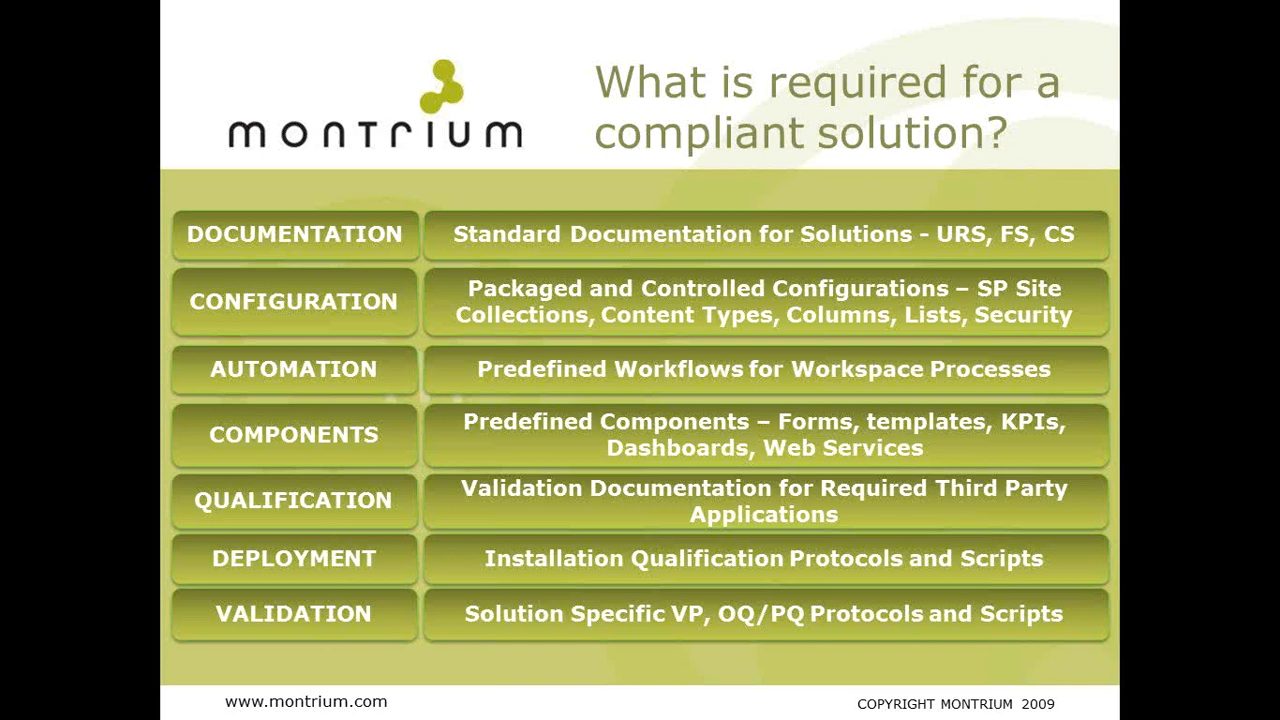 montrium
What is required for a
compliant solution?
DOCUMENTATION
Standard Documentation for Solutions - URS, FS, CS
CONFIGURATION
Packaged and Controlled Configurations – SP Site
Collections, Content Types, Columns, Lists, Security
AUTOMATION
Predefined Workflows for Workspace Processes
COMPONENTS
Predefined Components – Forms, templates, KPIs,
Dashboards, Web Services
QUALIFICATION
Validation Documentation for Required Third Party
Applications
DEPLOYMENT
Installation Qualification Protocols and Scripts
VALIDATION
Solution Specific VP, OQ/PQ Protocols and Scripts
www.montrium.com
COPYRIGHT MONTRIUM 2009